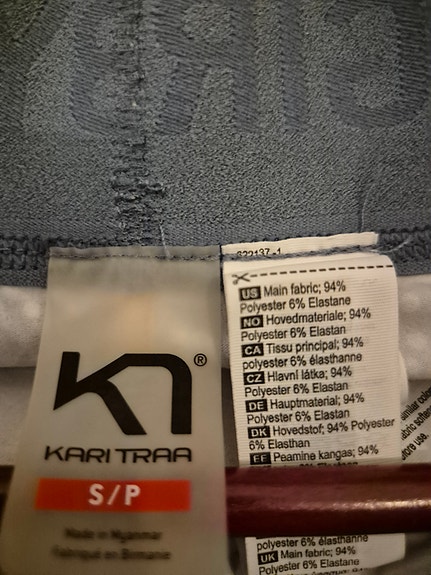 KARI TRAA
®
S/P
Made in Myanmar
Fabriqué en Birmanie
622137-1
US Main fabric; 94%
Polyester 6% Elastane
NO Hovedmateriale; 94%
Polyester 6% Elastan
CA Tissu principal; 94%
polyester 6% élasthanne
CZ Hlavní látka; 94%
Polyester 6% Elastan
DE Hauptmaterial; 94%
Polyester 6% Elastan
DK Hovedstof; 94% Polyester
6% Elasthan
EE Peamine kangas; 94%
polyester 6% élasthanne
UK Main fabric; 94%
Polyester 6% Elastane